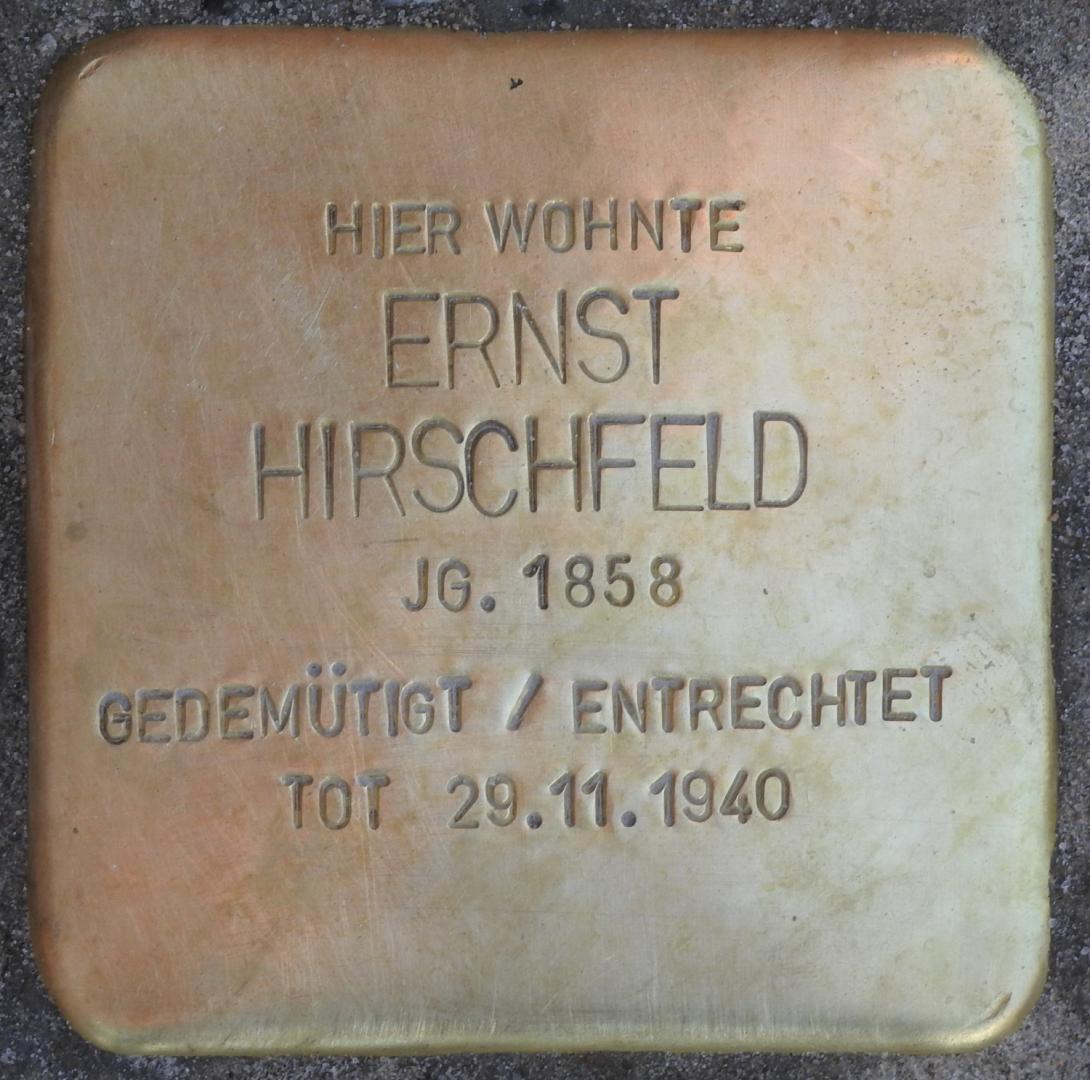 HIER WOHNTE
ERNST
HIRSCHFELD
JG. 1858
GEDEMÜTIGT / ENTRECHTET
TOT 29.11.1940